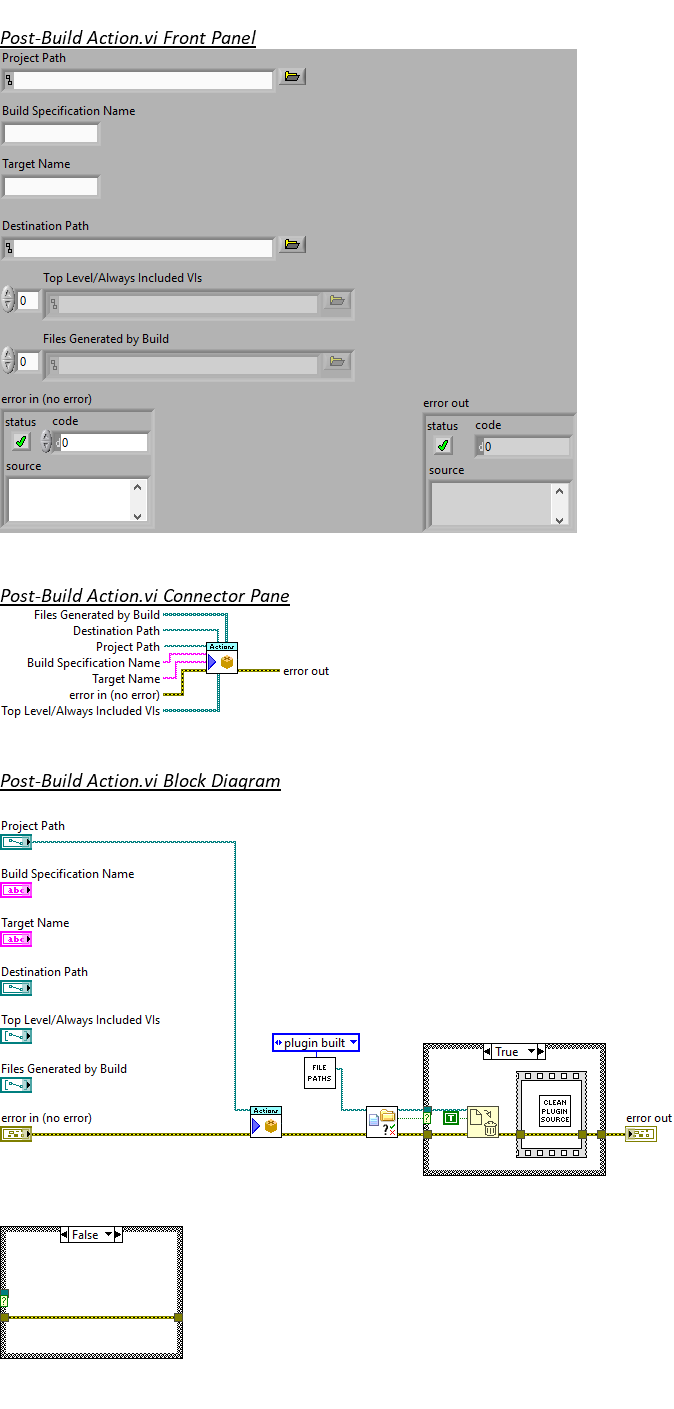 Post-Build Action.vi Front Panel
Project Path
Build Specification Name
Target Name
Destination Path
Top Level/Always Included VIs
0
Files Generated by Build
0
error in (no error)
status code
d0
source
error out
status code
d0
source
Post-Build Action.vi Connector Pane
Files Generated by Build
Destination Path
Project Path
Build Specification Name
Target Name
error in (no error)
Top Level/Always Included VIs
Actions
error out
Post-Build Action.vi Block Diagram
Project Path
Build Specification Name
abc
Target Name
abc
Destination Path
Top Level/Always Included VIs
Files Generated by Build
error in (no error)
Actions
plugin built
FILE
PATHS
?
True
?
T
CLEAN
PLUGIN
SOURCE
error out
False
?